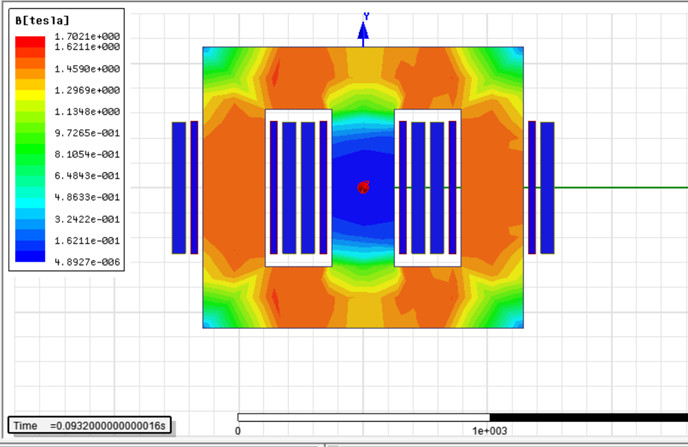 B[tesla]
1.7021e+000
1.6211e+000
1.4590e+000
1.2969e+000
1.1348e+000
9.7265e-001
8.1054e-001
6.4843e-001
4.8633e-001
3.2422e-001
1.6211e-001
4.8927e-006
Y
Time =0.0932000000000016s
0
1e+003